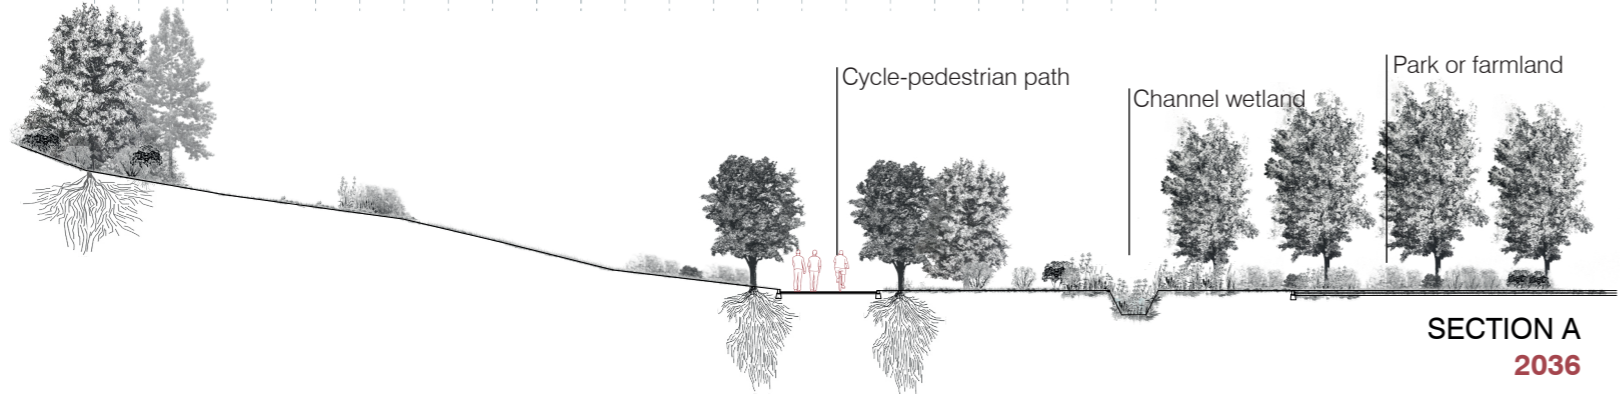 Cycle-pedestrian path
Channel wetland
Park or farmland
SECTION A
2036